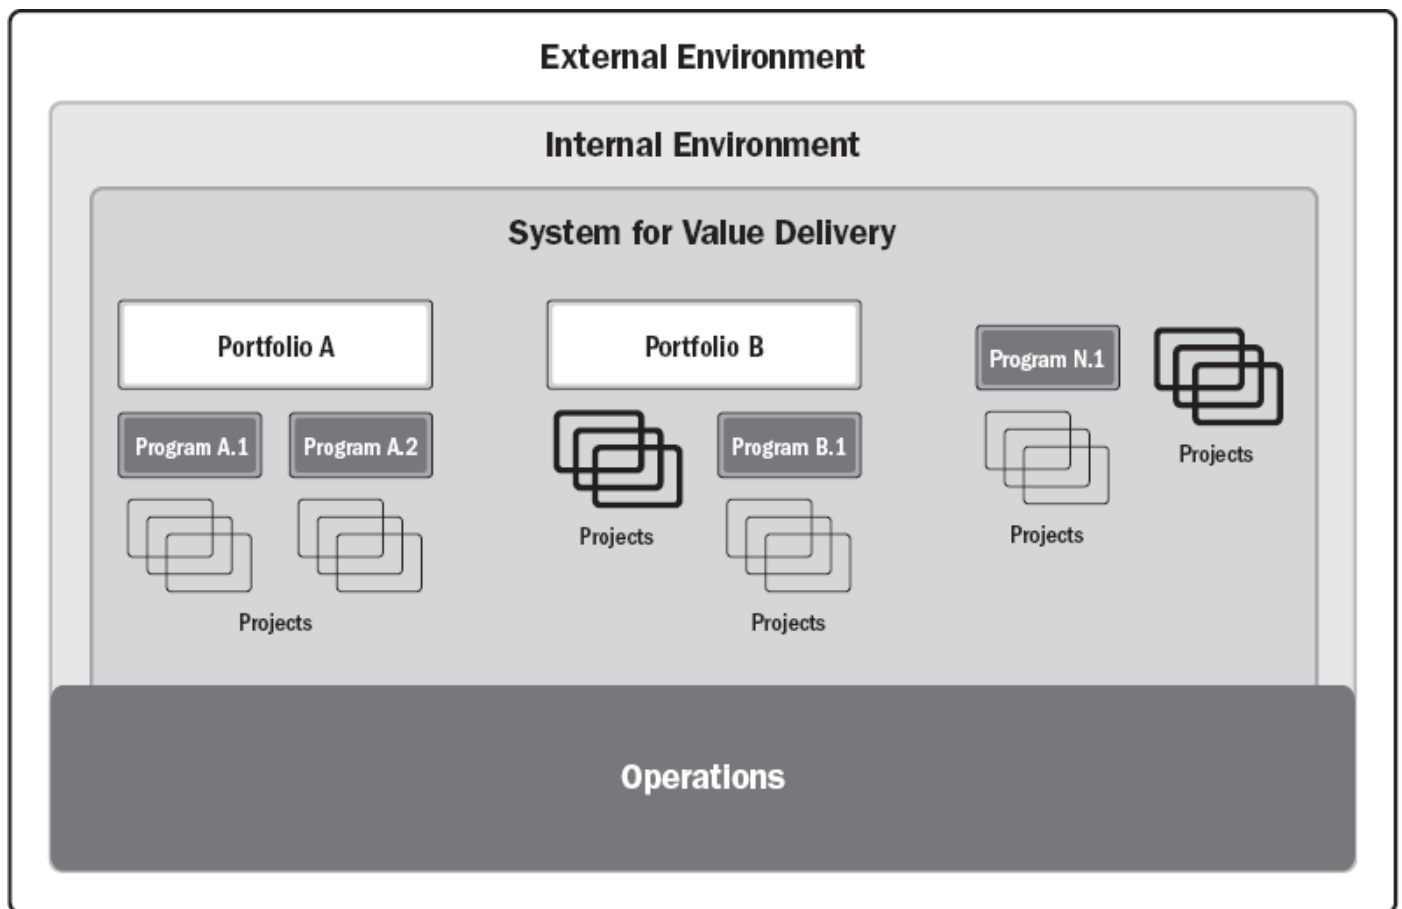 External Environment
Internal Environment
System for Value Delivery
Portfolio A
Portfolio B
Program N.1
Program A.1
Program A.2
Program B.1
Projects
Projects
Projects
Projects
Projects
Operations